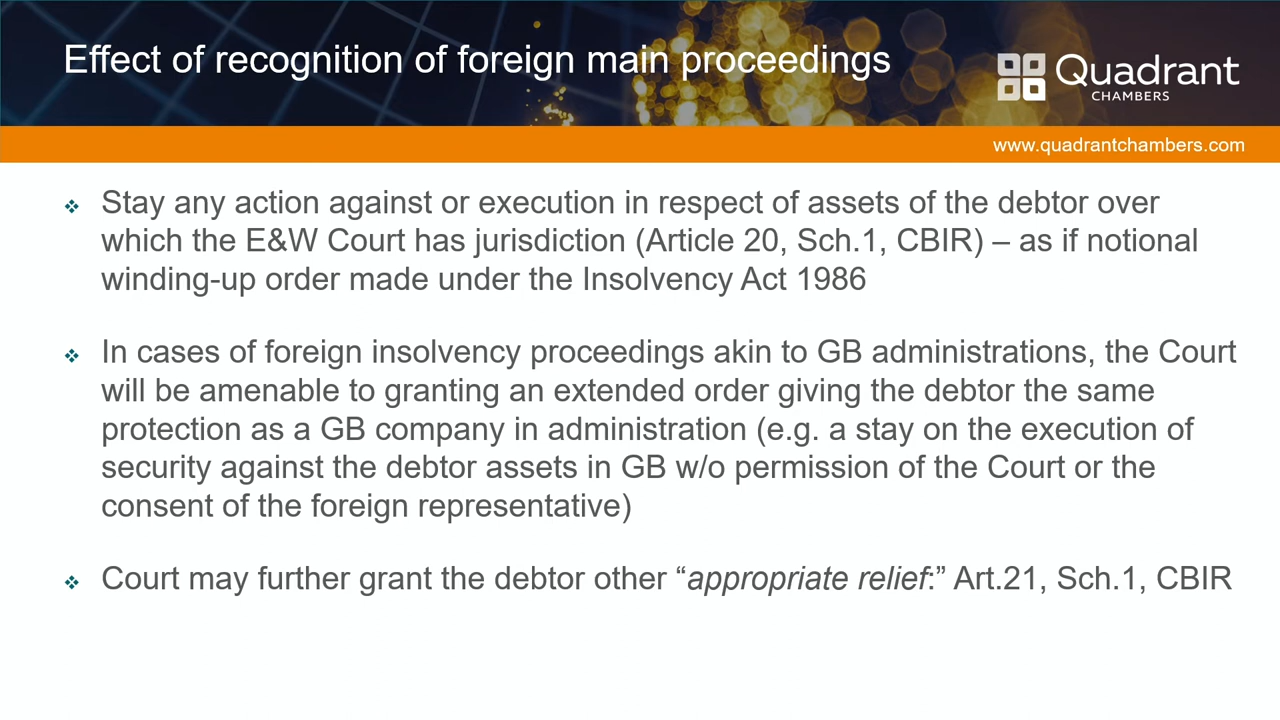 Effect of recognition of foreign main proceedings
Quadrant
CHAMBERS
www.quadrantchambers.com
❖ Stay any action against or execution in respect of assets of the debtor over
which the E&W Court has jurisdiction (Article 20, Sch.1, CBIR) – as if notional
winding-up order made under the Insolvency Act 1986
❖ In cases of foreign insolvency proceedings akin to GB administrations, the Court
will be amenable to granting an extended order giving the debtor the same
protection as a GB company in administration (e.g. a stay on the execution of
security against the debtor assets in GB w/o permission of the Court or the
consent of the foreign representative)
❖ Court may further grant the debtor other “appropriate relief:” Art.21, Sch.1, CBIR